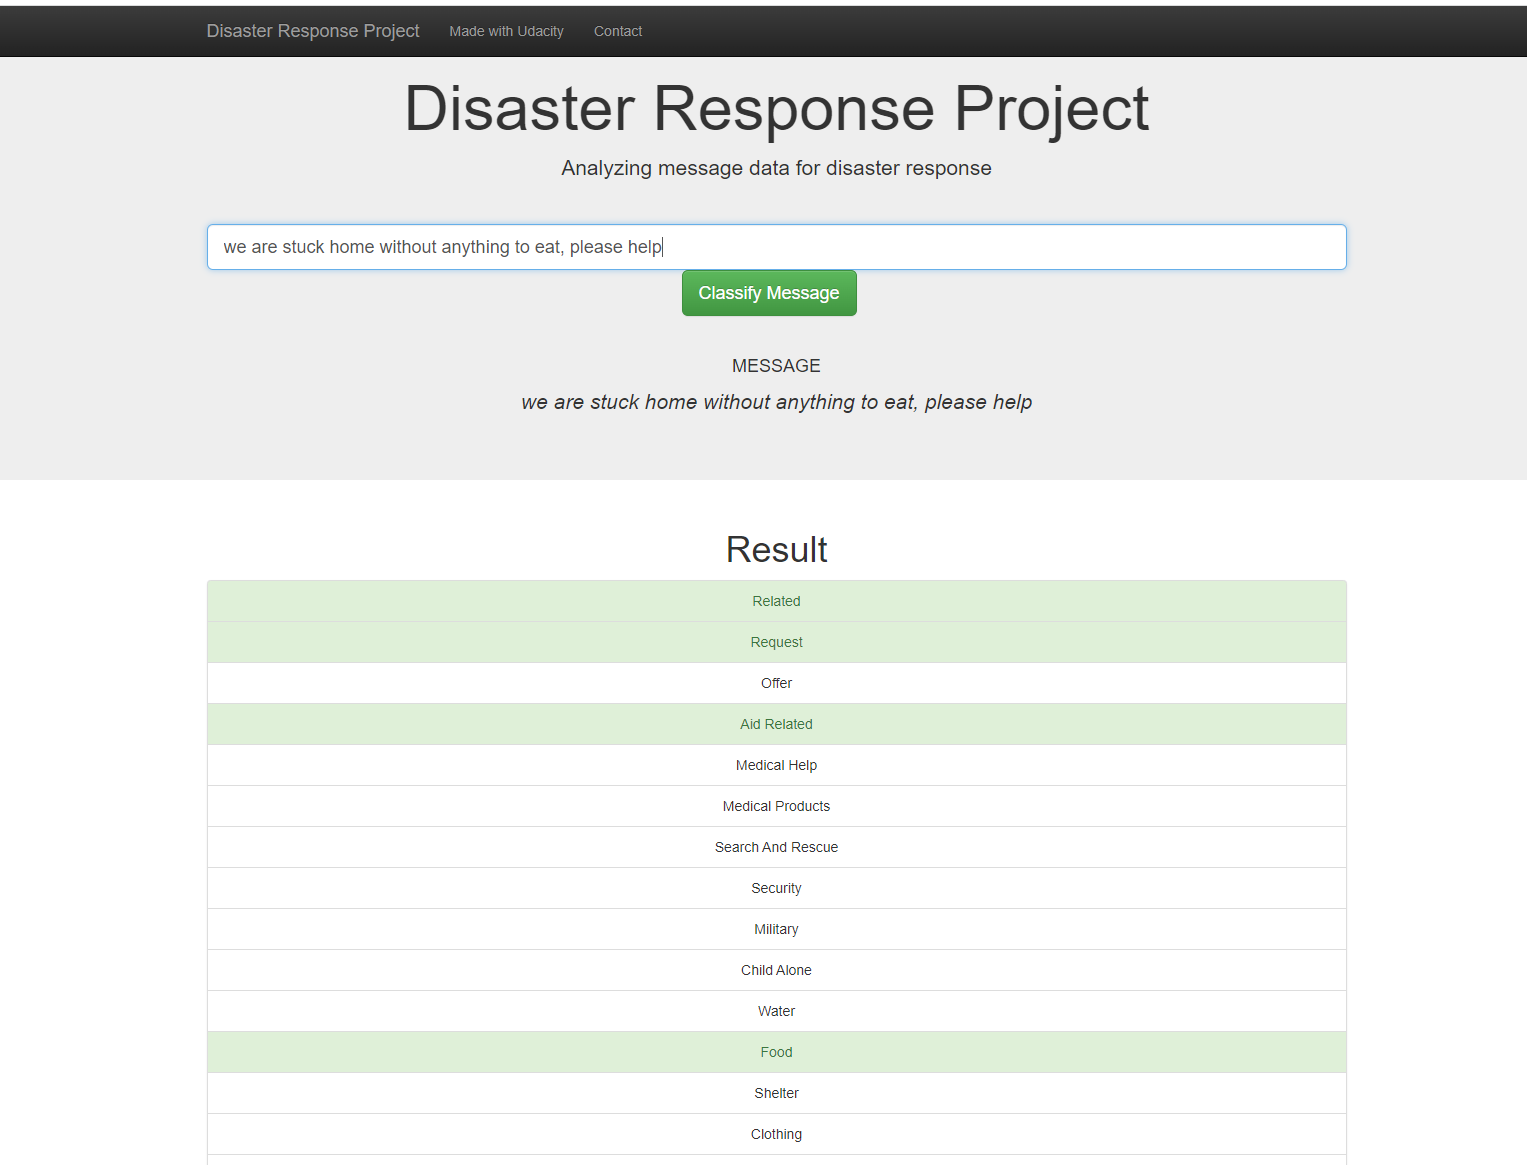 Disaster Response Project Made with Udacity Contact
Disaster Response Project
Analyzing message data for disaster response
we are stuck home without anything to eat, please help
Classify Message
MESSAGE
we are stuck home without anything to eat, please help
Result
Related
Request
Offer
Aid Related
Medical Help
Medical Products
Search And Rescue
Security
Military
Child Alone
Water
Food
Shelter
Clothing